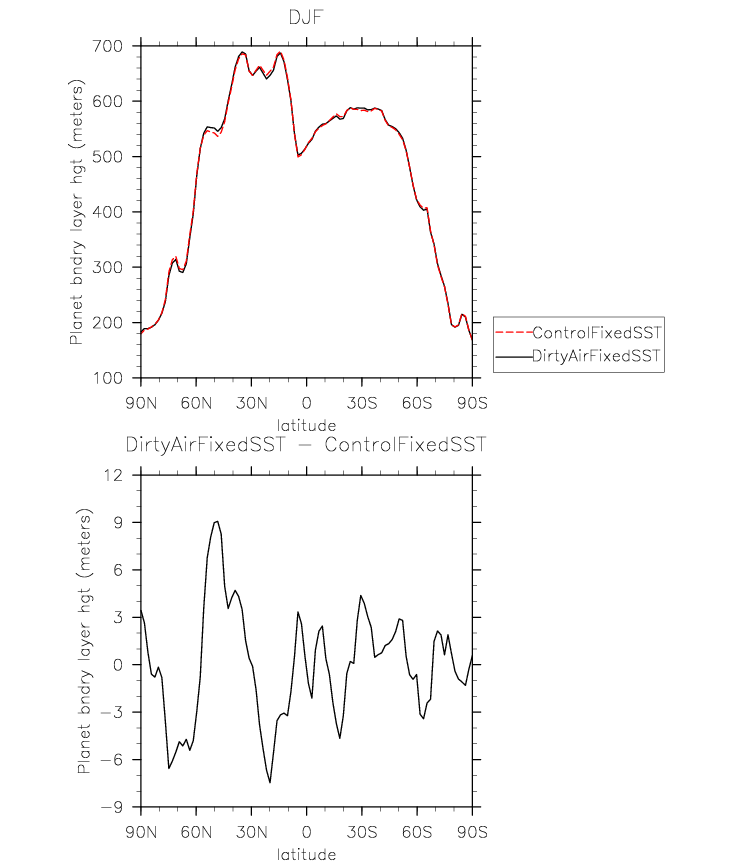 DJF
Planet bndry layer hgt (meters)
700
600
500
400
300
200
100
90N 60N 30N 0 30S 60S 90S
latitude
ControlFixedSST
DirtyAirFixedSST
DirtyAirFixedSST − ControlFixedSST
Planet bndry layer hgt (meters)
12
9
6
3
0
−3
−6
−9
90N 60N 30N 0 30S 60S 90S
latitude